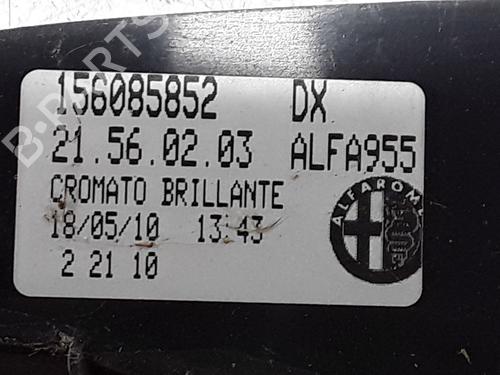 156085852 DX
21.56.02.03 ALFA955
CROMATO BRILLANTE
18/05/10 13:43
2 21 10
ALFA ROMEO
B-PARTS